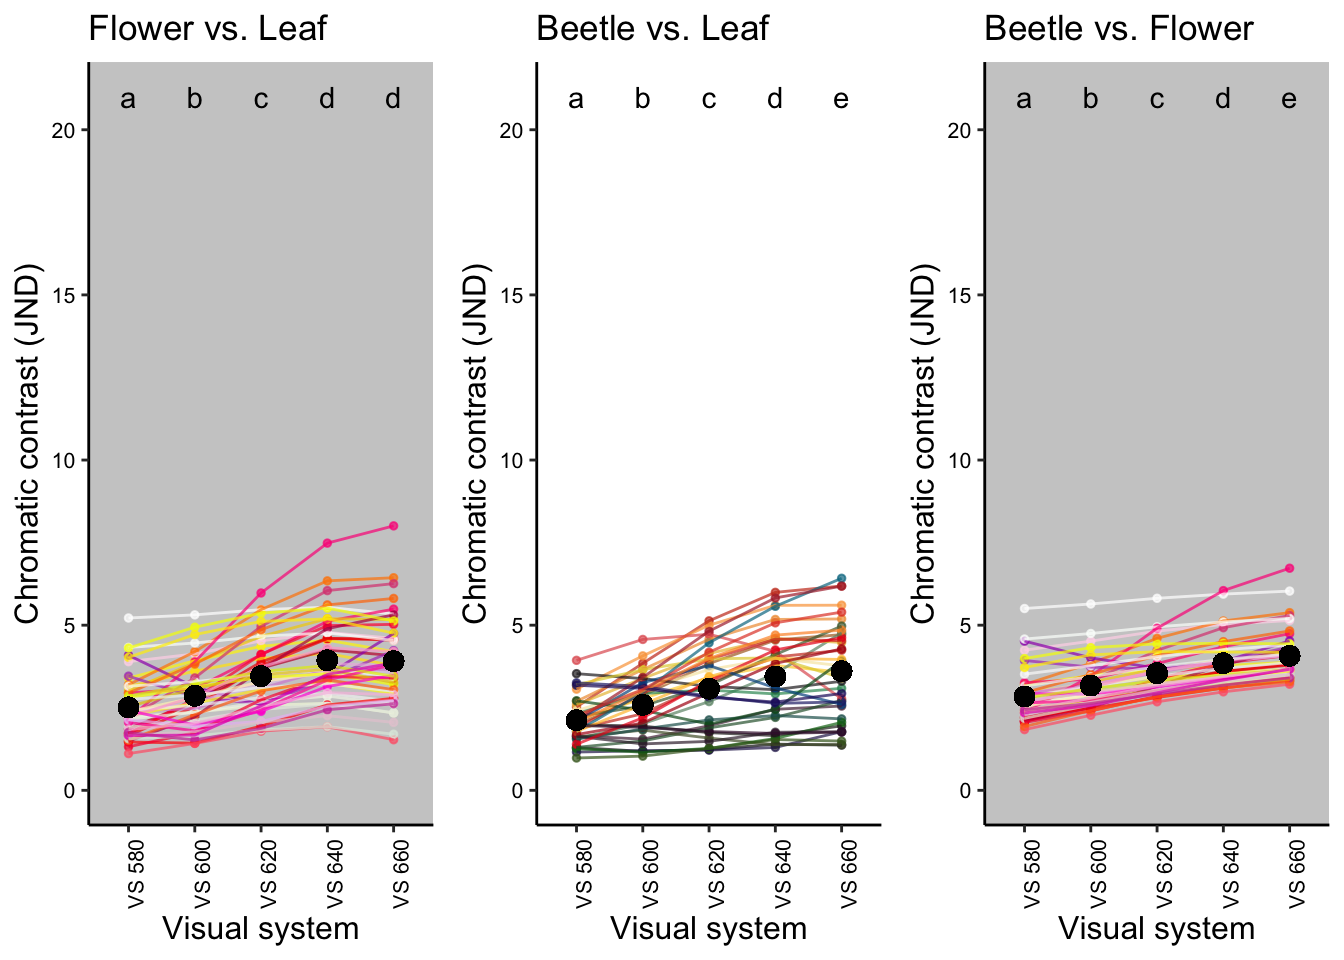 Flower vs. Leaf
a b c d d
20
15
10
5
0
Chromatic contrast (JND)
VS 580
VS 600
VS 620
VS 640
VS 660
Visual system
Beetle vs. Leaf
a b c d e
20
15
10
5
0
Chromatic contrast (JND)
VS 580
VS 600
VS 620
VS 640
VS 660
Visual system
Beetle vs. Flower
a b c d e
20
15
10
5
0
Chromatic contrast (JND)
VS 580
VS 600
VS 620
VS 640
VS 660
Visual system